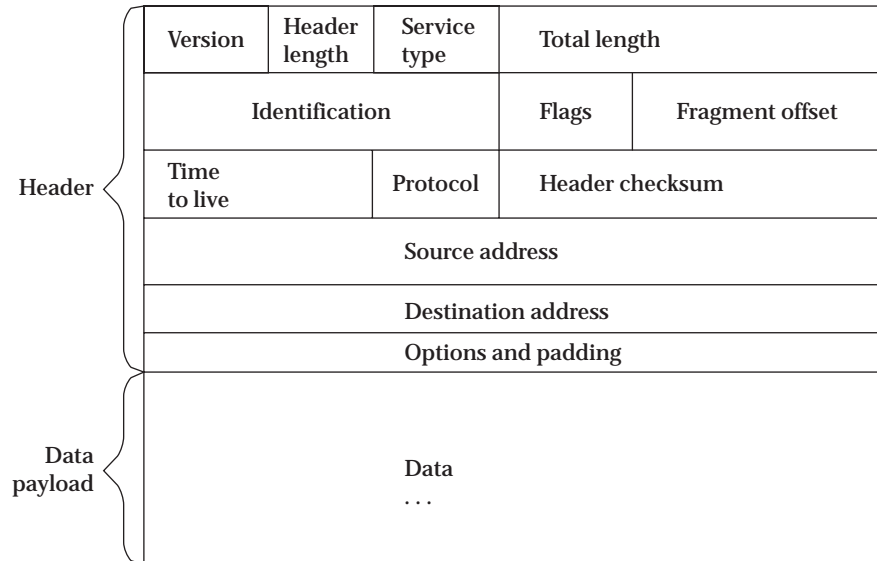 Version
Header
length
Service
type
Total length
Identification
Flags
Fragment offset
Header
Time
to live
Protocol
Header checksum
Source address
Destination address
Options and padding
Data
payload
Data
. . .